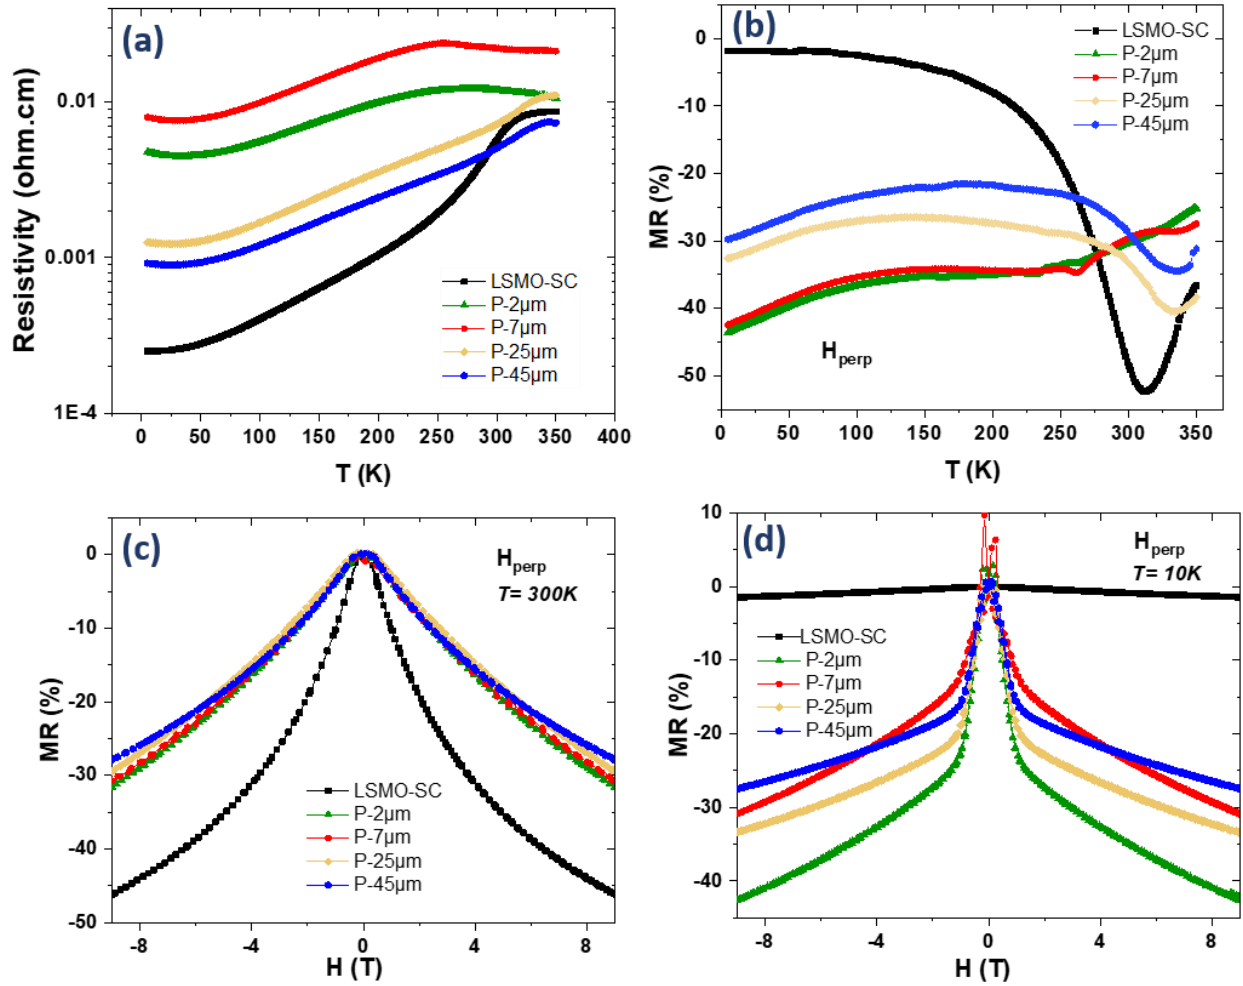 (a)
Resistivity (ohm.cm)
0.01
0.001
1E-4
LSMO-SC
P-2µm
P-7µm
P-25µm
P-45µm
0 50 100 150 200 250 300 350 400
T (K)
(b)
MR (%)
0
-10
-20
-30
-40
-50
LSMO-SC
P-2µm
P-7µm
P-25µm
P-45µm
Hperp
0 50 100 150 200 250 300 350
T (K)
(c)
MR (%)
0
-10
-20
-30
-40
-50
Hperp
T= 300K
LSMO-SC
P-2µm
P-7µm
P-25µm
P-45µm
-8 -4 0 4 8
H (T)
(d)
MR (%)
10
0
-10
-20
-30
-40
Hperp
T= 10K
LSMO-SC
P-2µm
P-7µm
P-25µm
P-45µm
-8 -4 0 4 8
H (T)